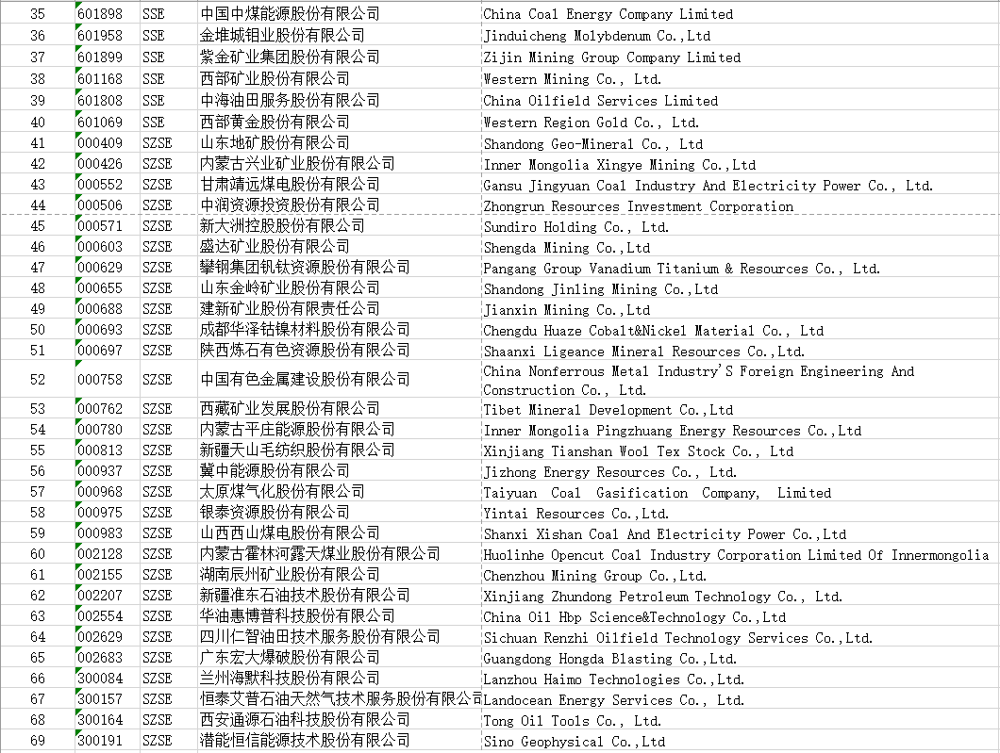 35 601898 SSE 中国中煤能源股份有限公司 China Coal Energy Company Limited
36 601958 SSE 金堆城钼业股份有限公司 Jinduicheng Molybdenum Co.,Ltd
37 601899 SSE 紫金矿业集团股份有限公司 Zijin Mining Group Company Limited
38 601168 SSE 西部矿业股份有限公司 Western Mining Co., Ltd.
39 601808 SSE 中海油田服务股份有限公司 China Oilfield Services Limited
40 601069 SSE 西部黄金股份有限公司 Western Region Gold Co., Ltd.
41 000409 SZSE 山东地矿股份有限公司 Shandong Geo-Mineral Co., Ltd
42 000426 SZSE 内蒙古兴业矿业股份有限公司 Inner Mongolia Xingye Mining Co.,Ltd
43 000552 SZSE 甘肃靖远煤电股份有限公司 Gansu Jingyuan Coal Industry And Electricity Power Co., Ltd.
44 000506 SZSE 中润资源投资股份有限公司 Zhongrun Resources Investment Corporation
45 000571 SZSE 新大洲控股股份有限公司 Sundiro Holding Co., Ltd.
46 000603 SZSE 盛达矿业股份有限公司 Shengda Mining Co.,Ltd
47 000629 SZSE 攀钢集团钒钛资源股份有限公司 Pangang Group Vanadium Titanium & Resources Co., Ltd.
48 000655 SZSE 山东金岭矿业股份有限公司 Shandong Jinling Mining Co.,Ltd
49 000688 SZSE 建新矿业股份有限责任公司 Jianxin Mining Co.,Ltd
50 000693 SZSE 成都华泽钴镍材料股份有限公司 Chengdu Huaze Cobalt&Nickel Material Co., Ltd
51 000697 SZSE 陕西炼石有色资源股份有限公司 Shaanxi Ligeance Mineral Resources Co.,Ltd.
52 000758 SZSE 中国有色金属建设股份有限公司 China Nonferrous Metal Industry'S Foreign Engineering And
Construction Co., Ltd.
53 000762 SZSE 西藏矿业发展股份有限公司 Tibet Mineral Development Co.,Ltd
54 000780 SZSE 内蒙古平庄能源股份有限公司 Inner Mongolia Pingzhuang Energy Resources Co.,Ltd
55 000813 SZSE 新疆天山毛纺织股份有限公司 Xinjiang Tianshan Wool Tex Stock Co., Ltd
56 000937 SZSE 冀中能源股份有限公司 Jizhong Energy Resources Co., Ltd.
57 000968 SZSE 太原煤气化股份有限公司 Taiyuan Coal Gasification Company, Limited
58 000975 SZSE 银泰资源股份有限公司 Yintai Resources Co.,Ltd.
59 000983 SZSE 山西西山煤电股份有限公司 Shanxi Xishan Coal And Electricity Power Co.,Ltd
60 002128 SZSE 内蒙古霍林河露天煤业股份有限公司 Huolinhe Opencut Coal Industry Corporation Limited Of Innermongolia
61 002155 SZSE 湖南辰州矿业股份有限公司 Chenzhou Mining Group Co.,Ltd.
62 002207 SZSE 新疆准东石油技术股份有限公司 Xinjiang Zhundong Petroleum Technology Co., Ltd.
63 002554 SZSE 华油惠博普科技股份有限公司 China Oil Hbp Science&Technology Co.,Ltd
64 002629 SZSE 四川仁智油田技术服务股份有限公司 Sichuan Renzhi Oilfield Technology Services Co.,Ltd.
65 002683 SZSE 广东宏大爆破股份有限公司 Guangdong Hongda Blasting Co.,Ltd.
66 300084 SZSE 兰州海默科技股份有限公司 Lanzhou Haimo Technologies Co.,Ltd
67 300157 SZSE 恒泰艾普石油天然气技术服务股份有限公司 Landocean Energy Services Co., Ltd.
68 300164 SZSE 西安通源石油科技股份有限公司 Tong Oil Tools Co., Ltd.
69 300191 SZSE 潜能恒信能源技术股份有限公司 Sino Geophysical Co.,Ltd